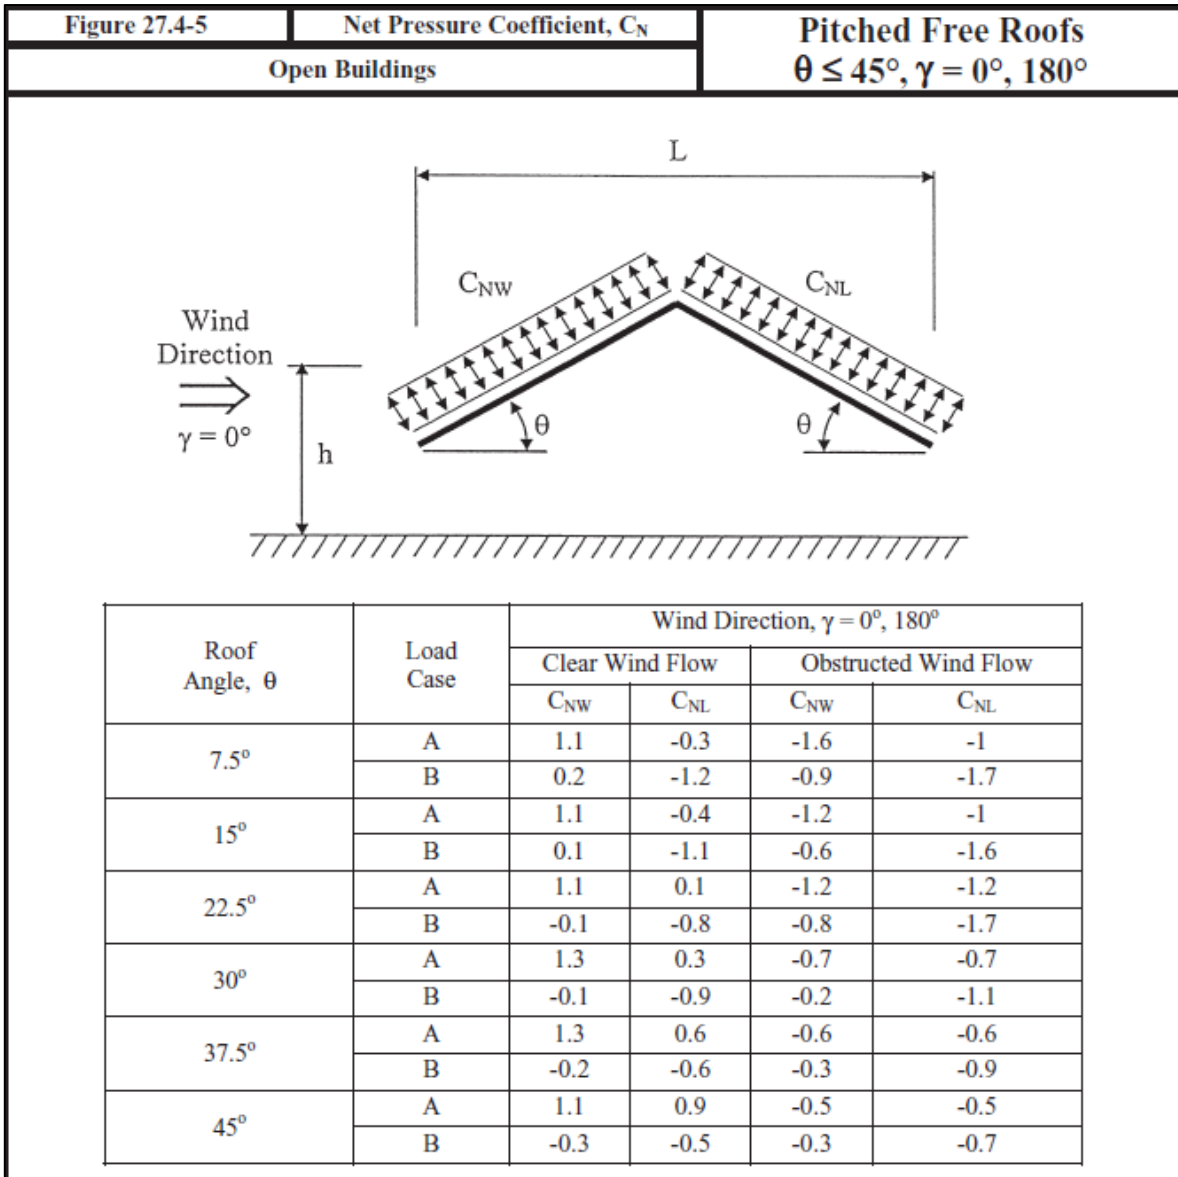 Figure 27.4-5 Net Pressure Coefficient, CN Pitched Free Roofs
Open Buildings θ ≤ 45°, γ = 0°, 180°
L
CNW CNL
Wind
Direction
γ = 0°
h
θ θ
Roof Angle, θ Load Case Wind Direction, γ = 0°, 180°
Clear Wind Flow Obstructed Wind Flow
CNW CNL CNW CNL
7.5° A 1.1 -0.3 -1.6 -1
B 0.2 -1.2 -0.9 -1.7
15° A 1.1 -0.4 -1.2 -1
B 0.1 -1.1 -0.6 -1.6
22.5° A 1.1 0.1 -1.2 -1.2
B -0.1 -0.8 -0.8 -1.7
30° A 1.3 0.3 -0.7 -0.7
B -0.1 -0.9 -0.2 -1.1
37.5° A 1.3 0.6 -0.6 -0.6
B -0.2 -0.6 -0.3 -0.9
45° A 1.1 0.9 -0.5 -0.5
B -0.3 -0.5 -0.3 -0.7